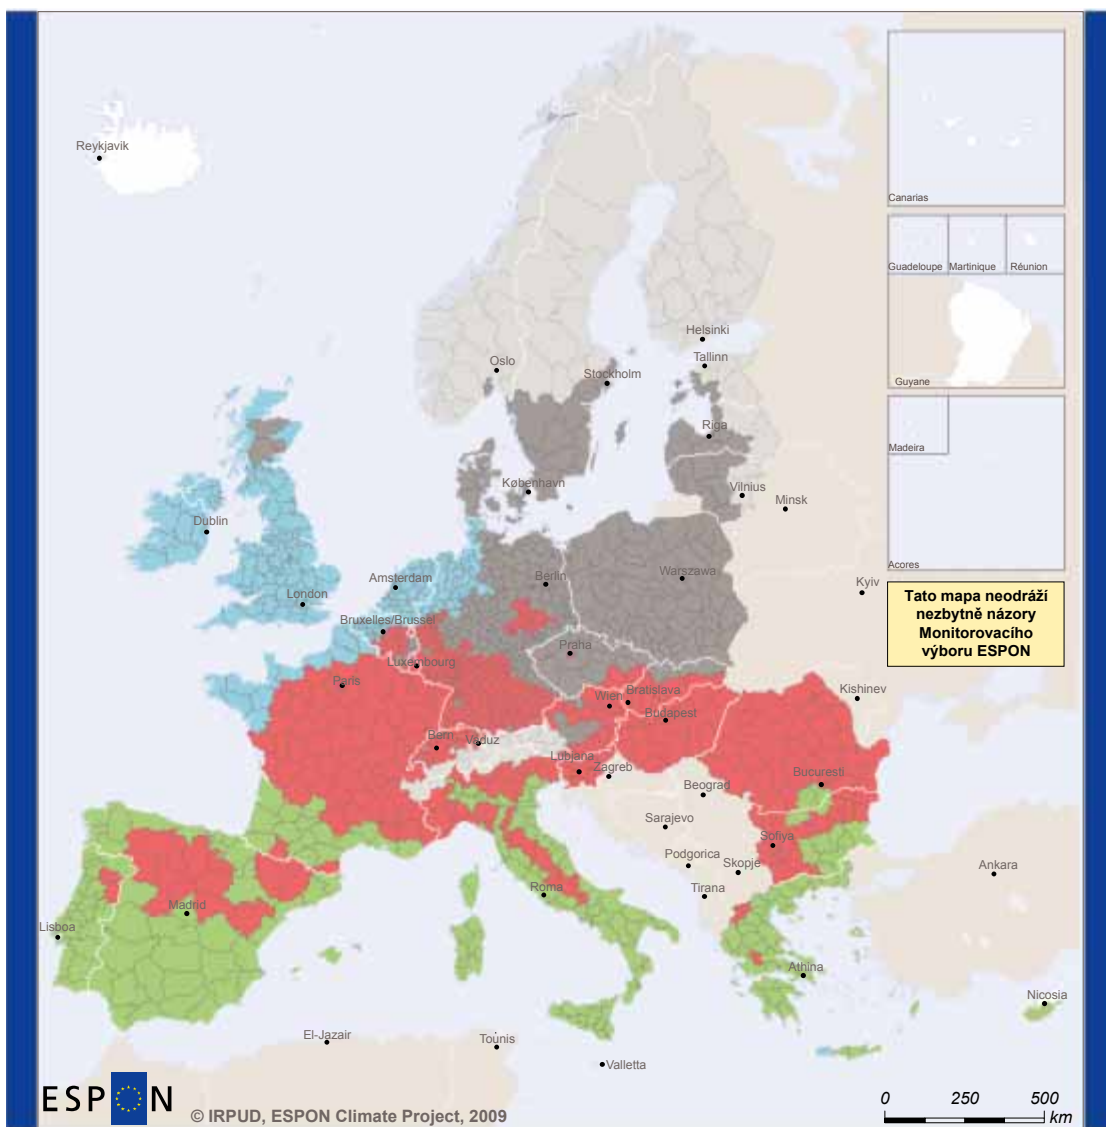 Reykjavik
Canarias
Guadeloupe
Martinique
Réunion
Guyane
Madeira
Acores
Helsinki
Tallinn
Oslo
Stockholm
Riga
Vilnius
Minsk
København
Dublin
Amsterdam
Berlin
Warszawa
London
Kyiv
Bruxelles/Brussel
Tato mapa neodráží
nezbytně názory
Monitorovacího
výboru ESPON
Praha
Luxembourg
Paris
Kishinev
Wien
Bratislava
Budapest
Bern
Vaduz
Lubjana
Zagreb
Bucuresti
Beograd
Sarajevo
Sofiya
Podgorica
Skopje
Ankara
Tirana
Roma
Madrid
Lisboa
Athina
Nicosia
El-Jazair
Tounis
Valletta
ESPON
© IRPUD, ESPON Climate Project, 2009
0 250 500
km